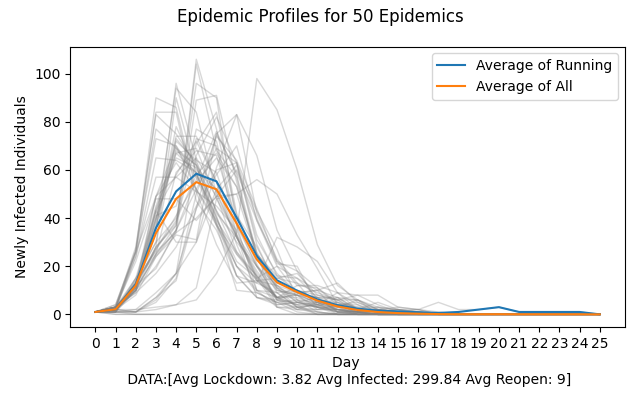 Epidemic Profiles for 50 Epidemics
Average of Running
Average of All
Newly Infected Individuals
100
80
60
40
20
0
0 1 2 3 4 5 6 7 8 9 10 11 12 13 14 15 16 17 18 19 20 21 22 23 24 25
Day
DATA:[Avg Lockdown: 3.82 Avg Infected: 299.84 Avg Reopen: 9]